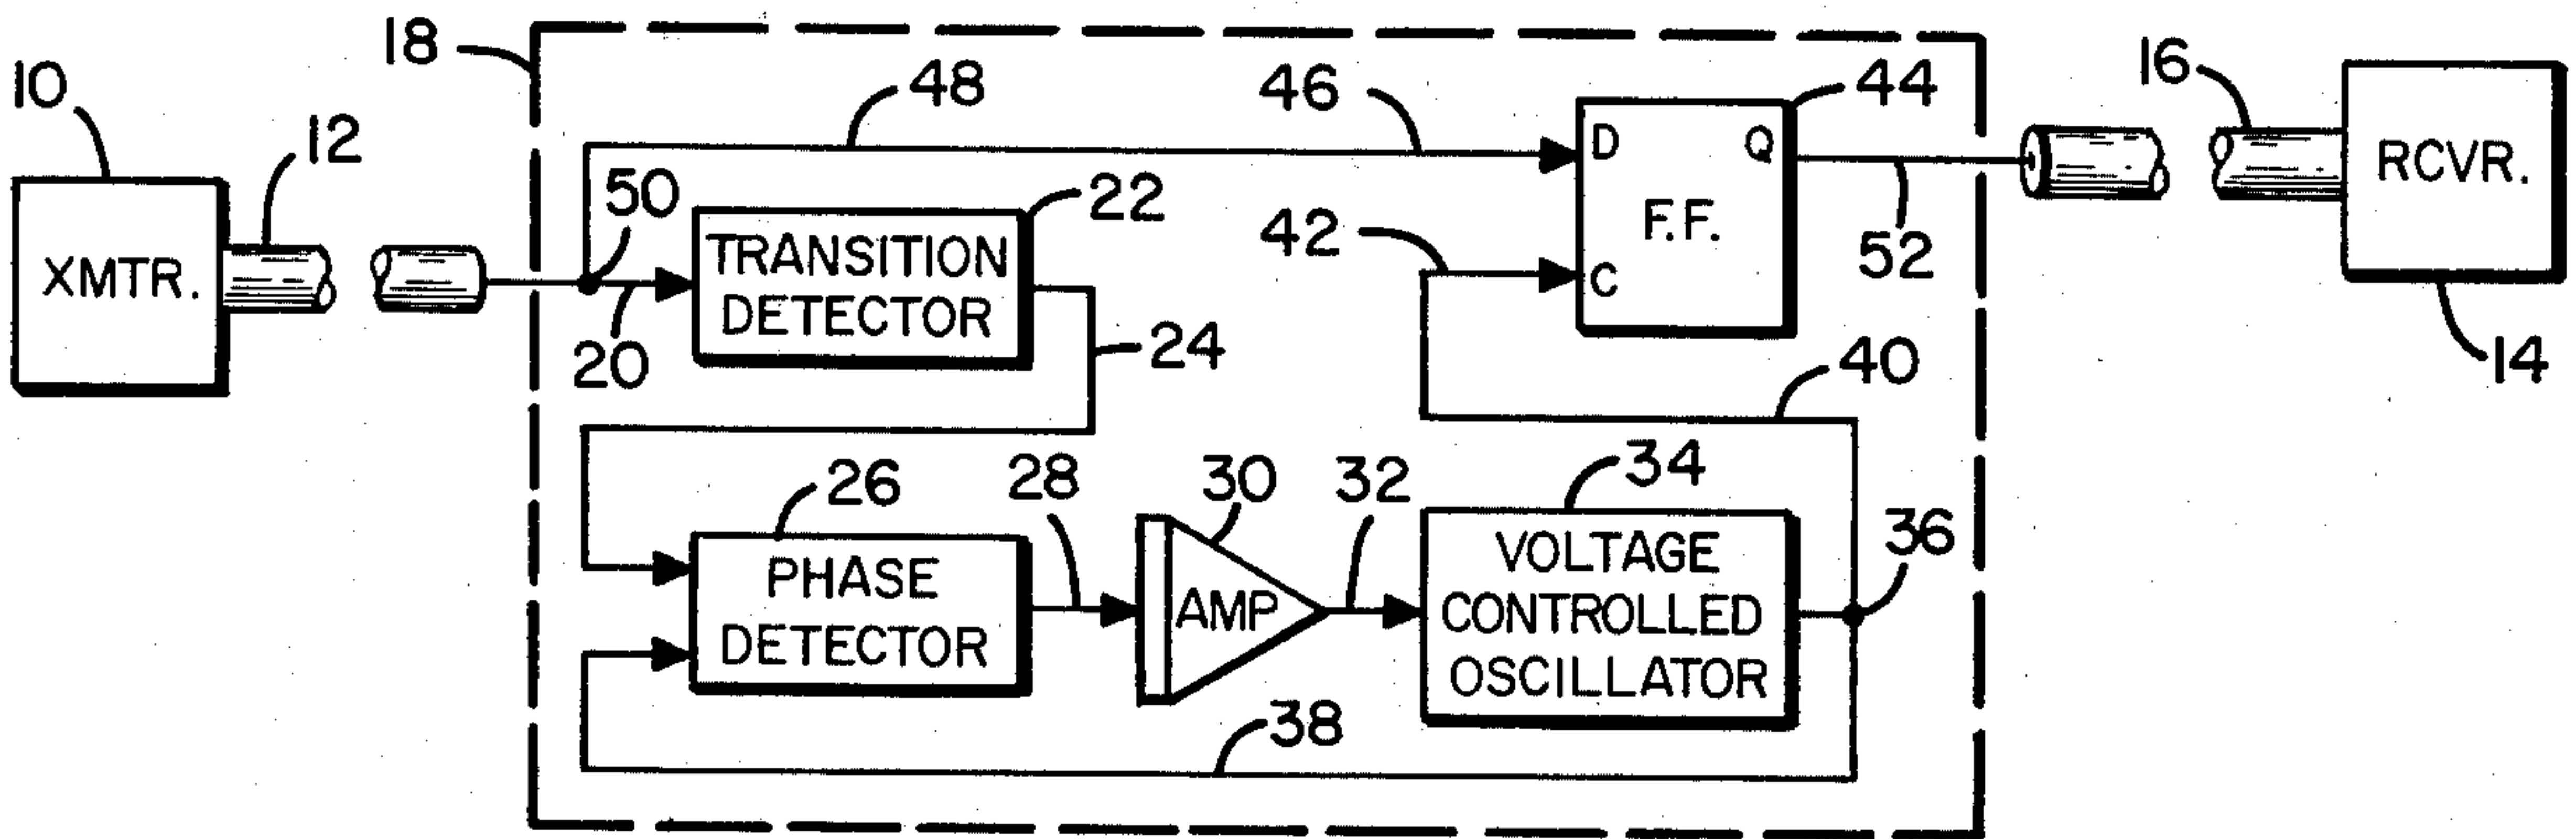 10
XMTR.
12
18
50
20
48
46
TRANSITION
DETECTOR
22
24
42
D
Q
C
F.F.
44
52
16
RCVR.
14
40
26
PHASE
DETECTOR
28
30
AMP
32
34
VOLTAGE
CONTROLLED
OSCILLATOR
36
38